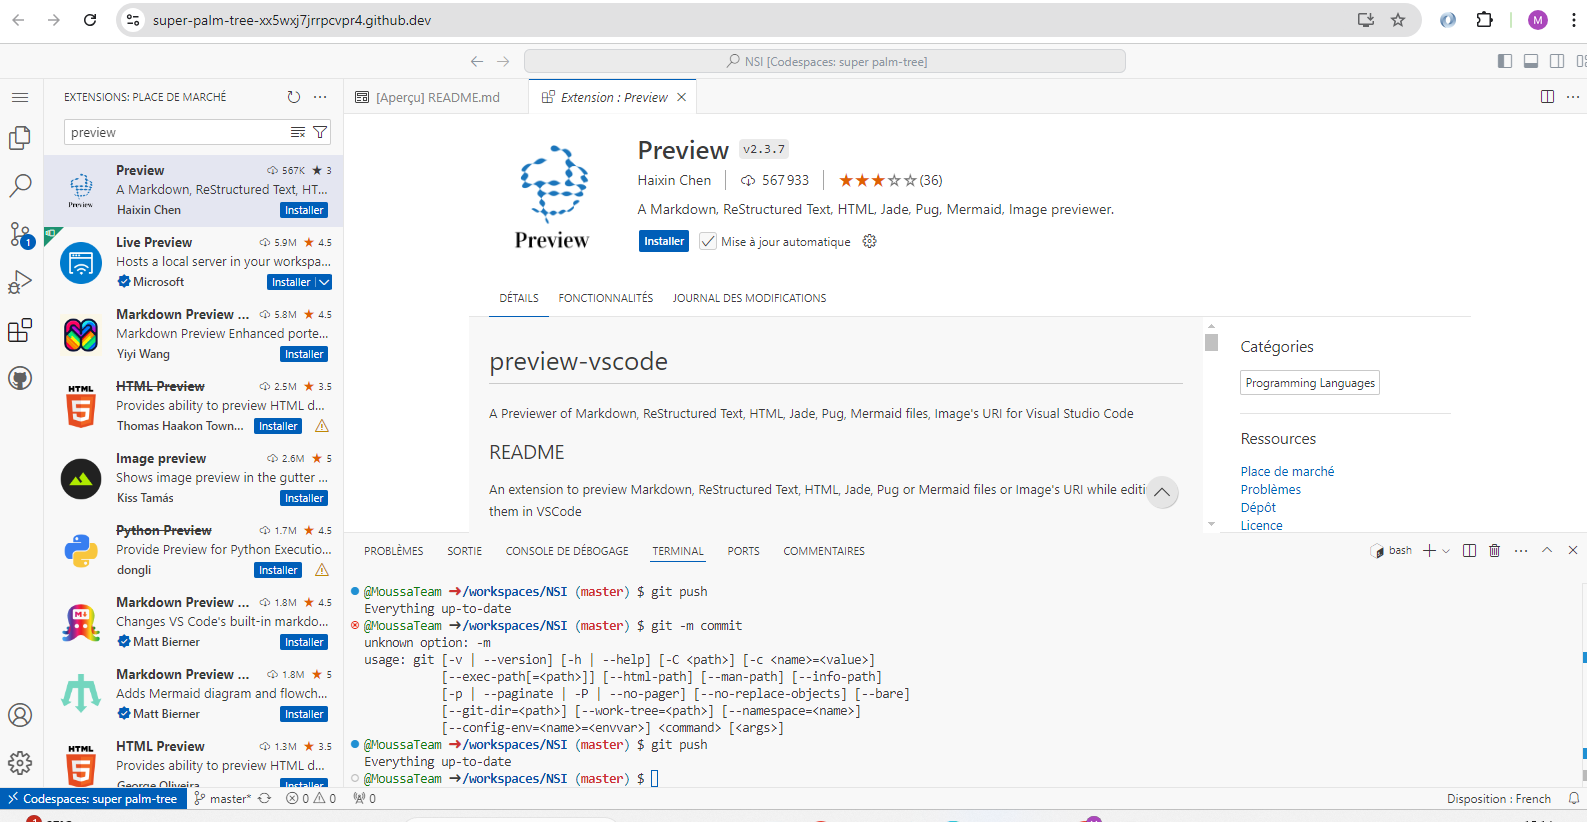 super-palm-tree-xx5wxj7jrrpcvpr4.github.dev
M
NSI [Codespaces: super palm-tree]
EXTENSIONS: PLACE DE MARCHÉ
preview
Preview 567K ★ 3
A Markdown, ReStructured Text, HT...
Haixin Chen Installer
Live Preview 5.9M ★ 4.5
Hosts a local server in your workspa...
Microsoft Installer
Markdown Preview ... 5.8M ★ 4.5
Markdown Preview Enhanced porte...
Yiyi Wang Installer
HTML Preview 2.5M ★ 3.5
Provides ability to preview HTML d...
Thomas Haakon Town... Installer
Image preview 2.6M ★ 5
Shows image preview in the gutter ...
Kiss Tamás Installer
Python Preview 1.7M ★ 4.5
Provide Preview for Python Executio...
dongli Installer
Markdown Preview ... 1.8M ★ 4.5
Changes VS Code's built-in markdo...
Matt Bierner Installer
Markdown Preview ... 1.8M ★ 5
Adds Mermaid diagram and flowch...
Matt Bierner Installer
HTML Preview 1.3M ★ 3.5
Provides ability to preview HTML d...
George Oliveira Installer
1
[Aperçu] README.md
Extension : Preview
Preview
Preview v2.3.7
Haixin Chen 567 933 ★★★☆☆(36)
A Markdown, ReStructured Text, HTML, Jade, Pug, Mermaid, Image previewer.
Installer Mise à jour automatique
DÉTAILS FONCTIONNALITÉS JOURNAL DES MODIFICATIONS
preview-vscode
A Previewer of Markdown, ReStructured Text, HTML, Jade, Pug, Mermaid files, Image's URI for Visual Studio Code
README
An extension to preview Markdown, ReStructured Text, HTML, Jade, Pug or Mermaid files or Image's URI while editi
them in VSCode
Catégories
Programming Languages
Ressources
Place de marché
Problèmes
Dépôt
Licence
PROBLÈMES SORTIE CONSOLE DE DÉBOGAGE TERMINAL PORTS COMMENTAIRES
bash
@MoussaTeam ➜/workspaces/NSI (master) $ git push
Everything up-to-date
@MoussaTeam ➜/workspaces/NSI (master) $ git -m commit
unknown option: -m
usage: git [-v | --version] [-h | --help] [-C <path>] [-c <name>=<value>]
[--exec-path[=<path>]] [--html-path] [--man-path] [--info-path]
[-p | --paginate | -P | --no-pager] [--no-replace-objects] [--bare]
[--git-dir=<path>] [--work-tree=<path>] [--namespace=<name>]
[--config-env=<name>=<envvar>] <command> [<args>]
@MoussaTeam ➜/workspaces/NSI (master) $ git push
Everything up-to-date
@MoussaTeam ➜/workspaces/NSI (master) $
Codespaces: super palm-tree master* 0 0 0
Disposition : French